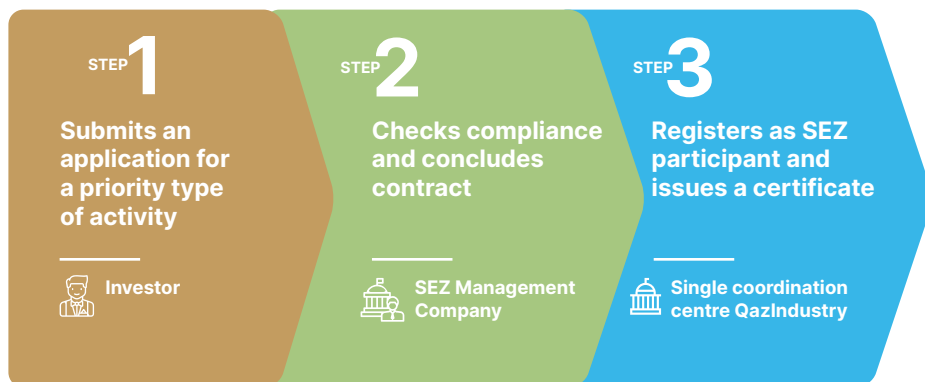 STEP 1
Submits an
application for
a priority type
of activity
Investor
STEP 2
Checks compliance
and concludes
contract
SEZ Management
Company
STEP 3
Registers as SEZ
participant and
issues a certificate
Single coordination
centre QazIndustry